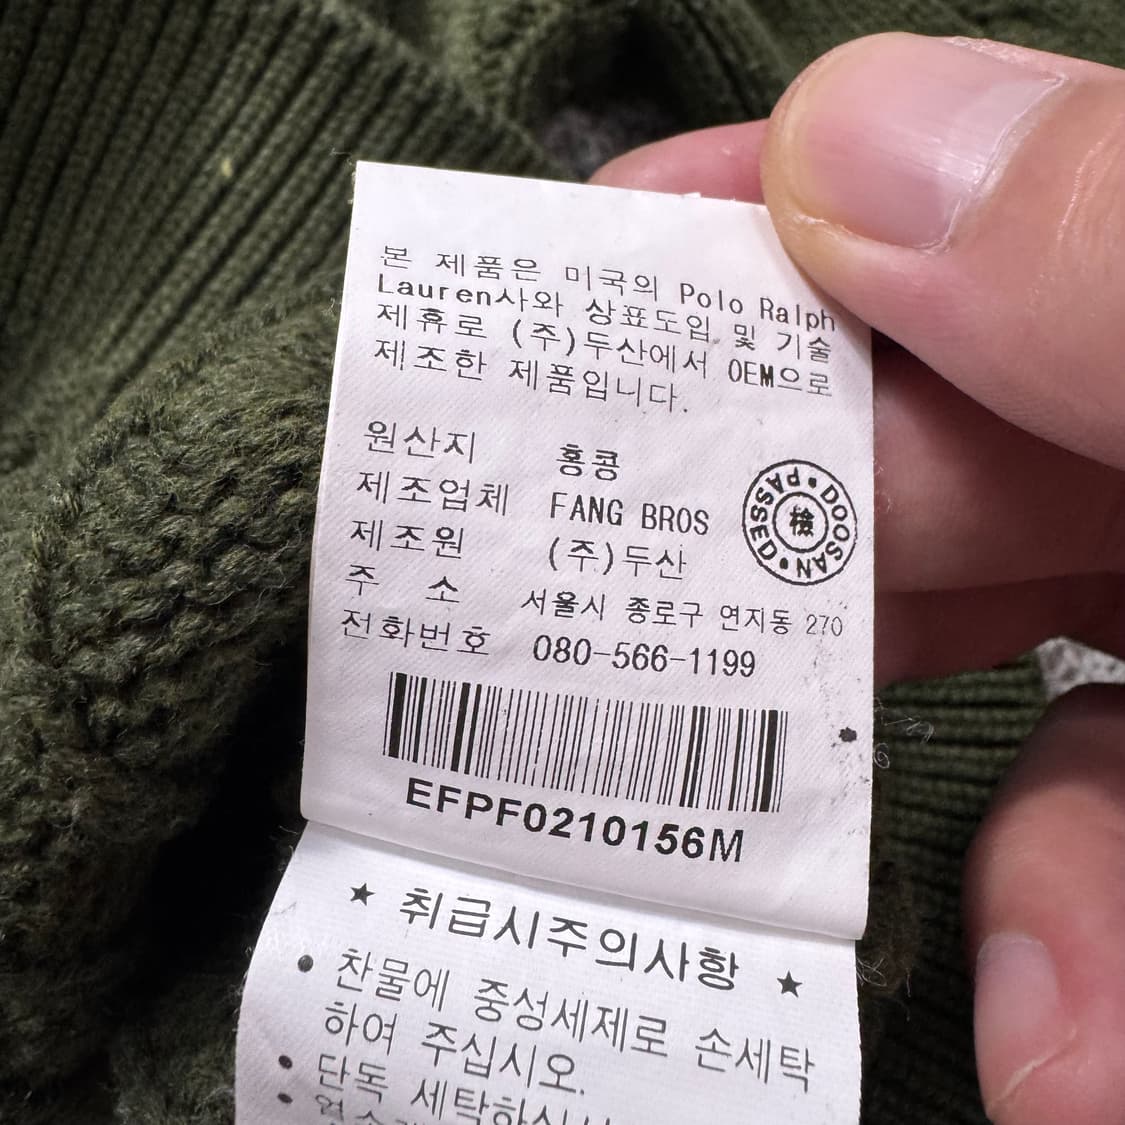 본 제품은 미국의 Polo Ralph
Lauren사와 상표도입 및 기술
제휴로 (주)두산에서 OEM으로
제조한 제품입니다.
원산지 홍콩
제조업체 FANG BROS
제조원 (주)두산
주 소 서울시 종로구 연지동 270
전화번호 080-566-1199
PASSED • DOOSAN •
檢
EFPF0210156M
★ 취급시주의사항 ★
• 찬물에 중성세제로 손세탁
하여 주십시오.
• 단독 세탁하십시